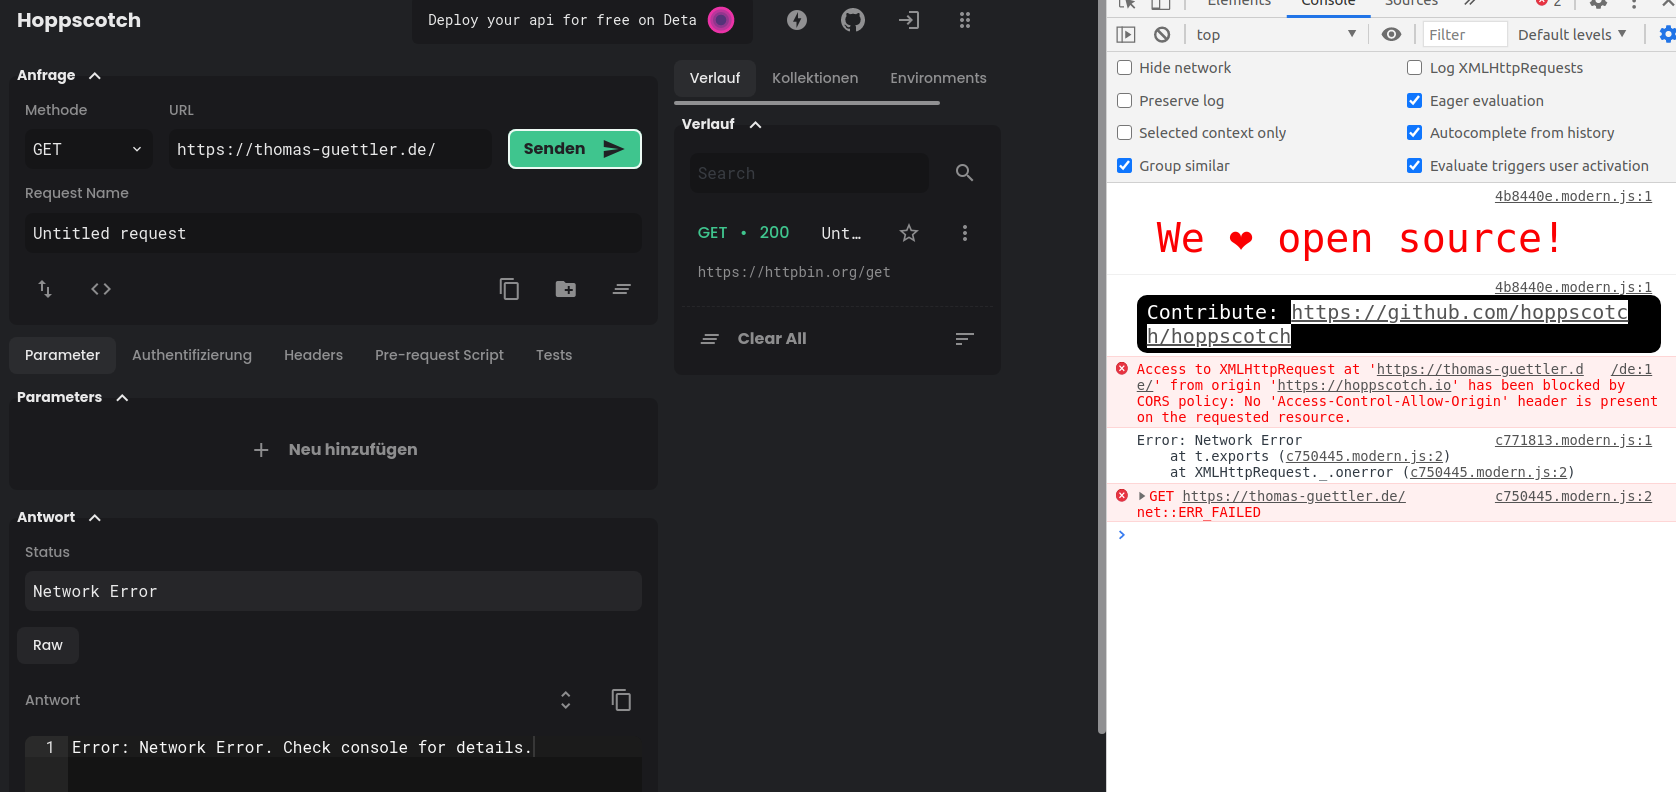 Hoppscotch
Deploy your api for free on Deta
Anfrage
Methode
URL
GET
https://thomas-guettler.de/
Senden
Request Name
Untitled request
Parameter
Authentifizierung
Headers
Pre-request Script
Tests
Parameters
Neu hinzufügen
Antwort
Status
Network Error
Raw
Antwort
1 Error: Network Error. Check console for details.
Verlauf
Kollektionen
Environments
Verlauf
Search
GET • 200 Unt…
https://httpbin.org/get
Clear All
Elements
Console
Sources
2
top
Filter
Default levels
Hide network
Log XMLHttpRequests
Preserve log
Eager evaluation
Selected context only
Autocomplete from history
Group similar
Evaluate triggers user activation
4b8440e.modern.js:1
We ❤ open source!
4b8440e.modern.js:1
Contribute: https://github.com/hoppscotc
h/hoppscotch
Access to XMLHttpRequest at 'https://thomas-guettler.d /de:1
e/' from origin 'https://hoppscotch.io' has been blocked by
CORS policy: No 'Access-Control-Allow-Origin' header is present
on the requested resource.
Error: Network Error c771813.modern.js:1
at t.exports (c750445.modern.js:2)
at XMLHttpRequest._.onerror (c750445.modern.js:2)
GET https://thomas-guettler.de/ c750445.modern.js:2
net::ERR_FAILED